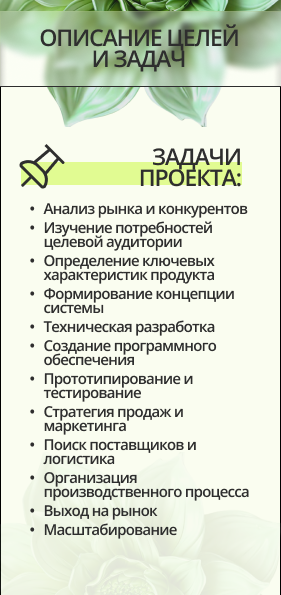 ОПИСАНИЕ ЦЕЛЕЙ
И ЗАДАЧ
ЗАДАЧИ
ПРОЕКТА:
• Анализ рынка и конкурентов
• Изучение потребностей
целевой аудитории
• Определение ключевых
характеристик продукта
• Формирование концепции
системы
• Техническая разработка
• Создание программного
обеспечения
• Прототипирование и
тестирование
• Стратегия продаж и
маркетинга
• Поиск поставщиков и
логистика
• Организация
производственного процесса
• Выход на рынок
• Масштабирование